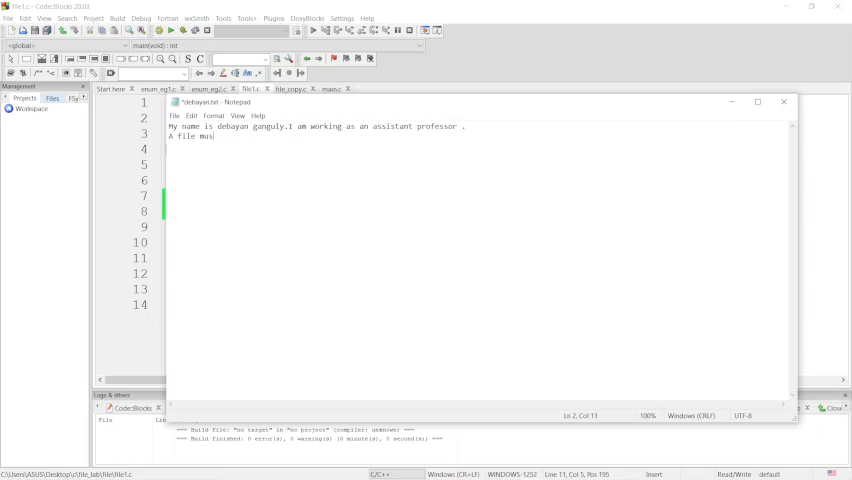 file1.c - Code::Blocks 20.03
File Edit View Search Project Build Debug Fortran wxSmith Tools Tools+ Plugins DoxyBlocks Settings Help
<global> main(void) : int
S C
/** *<
Management
Projects Files FSy
Workspace
Start here enum_eg1.c enum_eg2.c file1.c file_copy.c main.c
1
2
3
4
5
6
7
8
9
10
11
12
13
14
*debayan.txt - Notepad
File Edit Format View Help
My name is debayan ganguly.I am working as an assistant professor .
A file mus
Ln 2, Col 11 100% Windows (CRLF) UTF-8
Logs & others
Code::Blocks
File
=== Build file: "no target" in "no project" (compiler: unknown) ===
=== Build finished: 0 error(s), 0 warning(s) (0 minute(s), 0 second(s)) ===
C:\Users\ASUS\Desktop\c\file_lab\file\file1.c C/C++ Windows (CR+LF) WINDOWS-1252 Line 11, Col 5, Pos 195 Insert Read/Write default